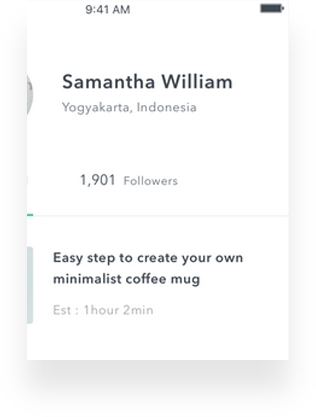 9:41 AM
Samantha William
Yogyakarta, Indonesia
1,901 Followers
Easy step to create your own
minimalist coffee mug
Est : 1hour 2min